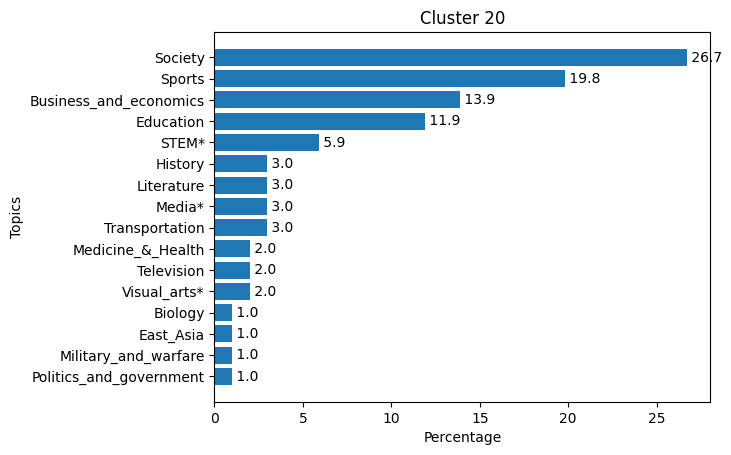 Cluster 20
Society 26.7
Sports 19.8
Business_and_economics 13.9
Education 11.9
STEM* 5.9
History 3.0
Literature 3.0
Media* 3.0
Transportation 3.0
Medicine_&_Health 2.0
Television 2.0
Visual_arts* 2.0
Biology 1.0
East_Asia 1.0
Military_and_warfare 1.0
Politics_and_government 1.0
Topics
0 5 10 15 20 25
Percentage